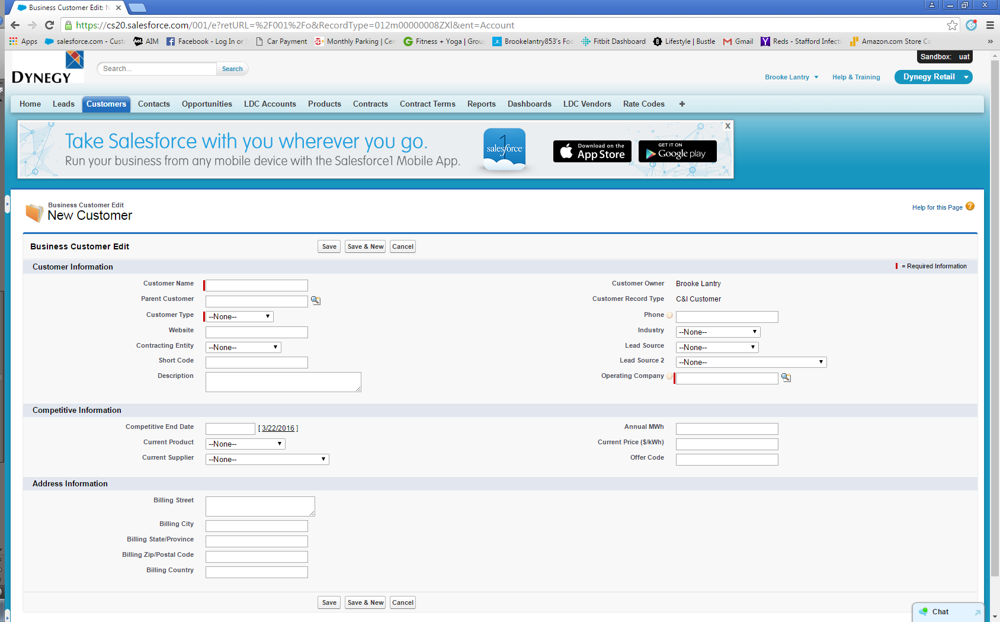 Business Customer Edit: N
https://cs20.salesforce.com/001/e?retURL=%2F001%2Fo&RecordType=012m00000008ZXl&ent=Account
Apps salesforce.com - Cust AIM Facebook - Log In or Car Payment Monthly Parking | Cen Fitness + Yoga | Grou Brookelantry853's Foo Fitbit Dashboard Lifestyle | Bustle Gmail Reds - Stafford Infecti Amazon.com Store Ca »
Sandbox: uat
DYNEGY
Search... Search
Brooke Lantry Help & Training Dynegy Retail
Home Leads Customers Contacts Opportunities LDC Accounts Products Contracts Contract Terms Reports Dashboards LDC Vendors Rate Codes +
Take Salesforce with you wherever you go.
Run your business from any mobile device with the Salesforce1 Mobile App.
1
salesforce
Download on the
App Store
GET IT ON
Google play
X
Business Customer Edit
New Customer
Help for this Page ?
Business Customer Edit Save Save & New Cancel
Customer Information = Required Information
Customer Name Customer Owner Brooke Lantry
Parent Customer Customer Record Type C&I Customer
Customer Type --None-- Phone ?
Website Industry --None--
Contracting Entity --None-- Lead Source --None--
Short Code Lead Source 2 --None--
Description Operating Company ?
Competitive Information
Competitive End Date [ 3/22/2016 ] Annual MWh
Current Product --None-- Current Price ($/kWh)
Current Supplier --None-- Offer Code
Address Information
Billing Street
Billing City
Billing State/Province
Billing Zip/Postal Code
Billing Country
Save Save & New Cancel
Chat